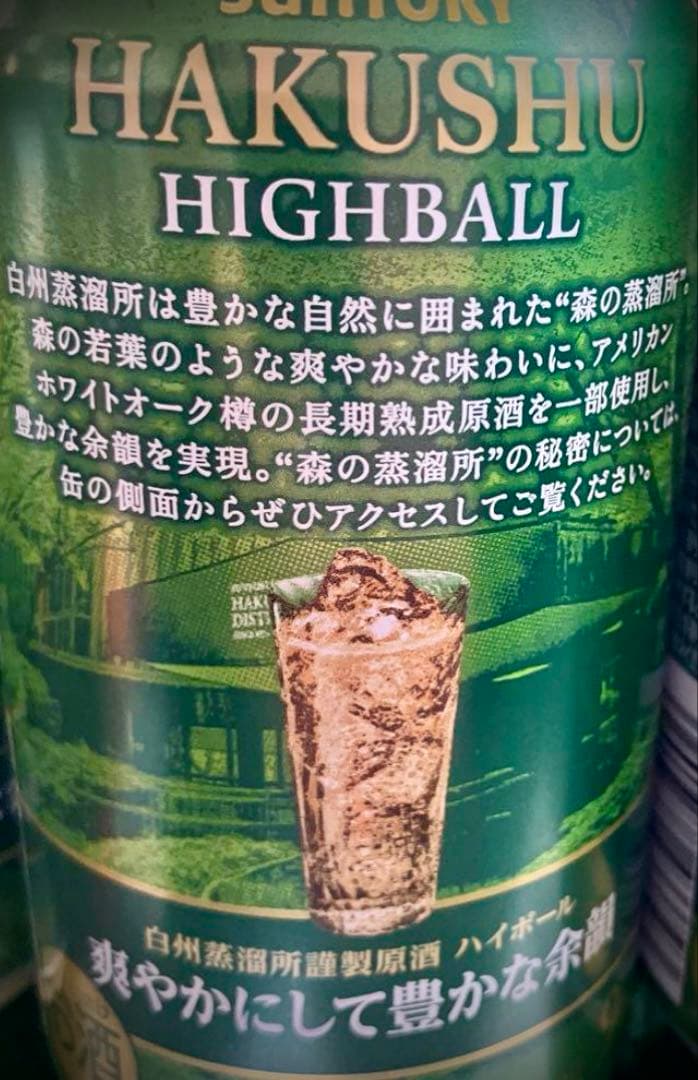 SUNTORY
HAKUSHU
HIGHBALL
白州蒸溜所は豊かな自然に囲まれた“森の蒸溜所”。
森の若葉のような爽やかな味わいに、アメリカン
ホワイトオーク樽の長期熟成原酒を一部使用し、
豊かな余韻を実現。“森の蒸溜所”の秘密については、
缶の側面からぜひアクセスしてご覧ください。
HAKU
DIST
白州蒸溜所謹製原酒 ハイボール
爽やかにして豊かな余韻
酒